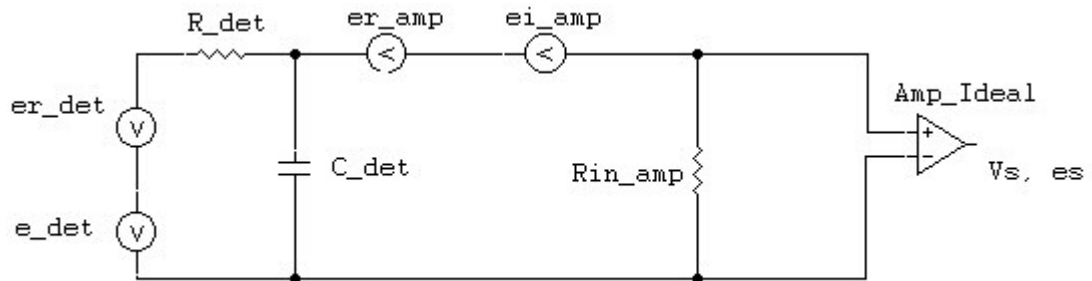 er_amp
ei_amp
R_det
er_det
V
C_det
Rin_amp
Amp_Ideal
+
-
Vs, es
e_det
V